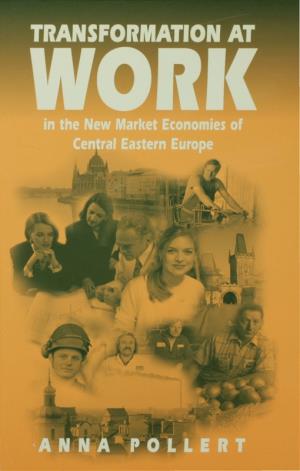 TRANSFORMATION AT
WORK
in the New Market Economies of
Central Eastern Europe
ANNA POLLERT